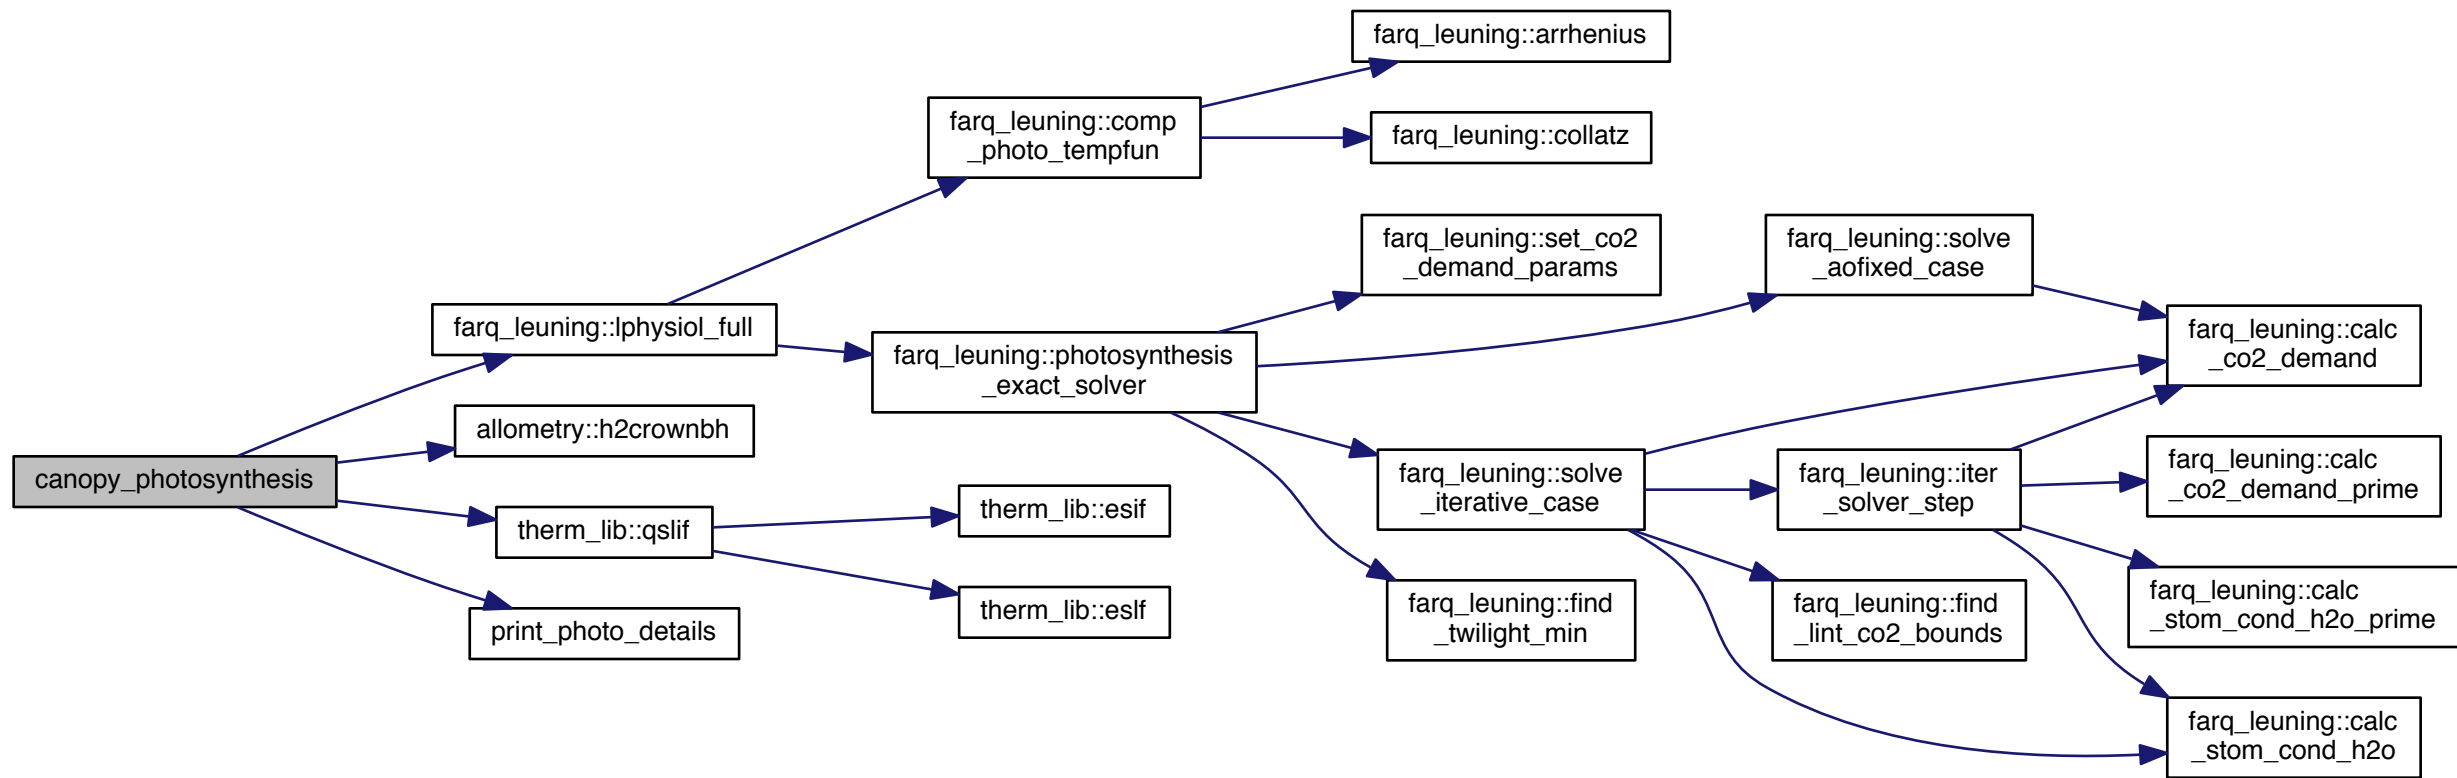 canopy_photosynthesis
farq_leuning::lphysiol_full
allometry::h2crownbh
therm_lib::qslif
print_photo_details
farq_leuning::comp
_photo_tempfun
farq_leuning::photosynthesis
_exact_solver
therm_lib::esif
therm_lib::eslf
farq_leuning::arrhenius
farq_leuning::collatz
farq_leuning::set_co2
_demand_params
farq_leuning::solve
_iterative_case
farq_leuning::find
_twilight_min
farq_leuning::solve
_aofixed_case
farq_leuning::iter
_solver_step
farq_leuning::find
_lint_co2_bounds
farq_leuning::calc
_co2_demand
farq_leuning::calc
_co2_demand_prime
farq_leuning::calc
_stom_cond_h2o_prime
farq_leuning::calc
_stom_cond_h2o